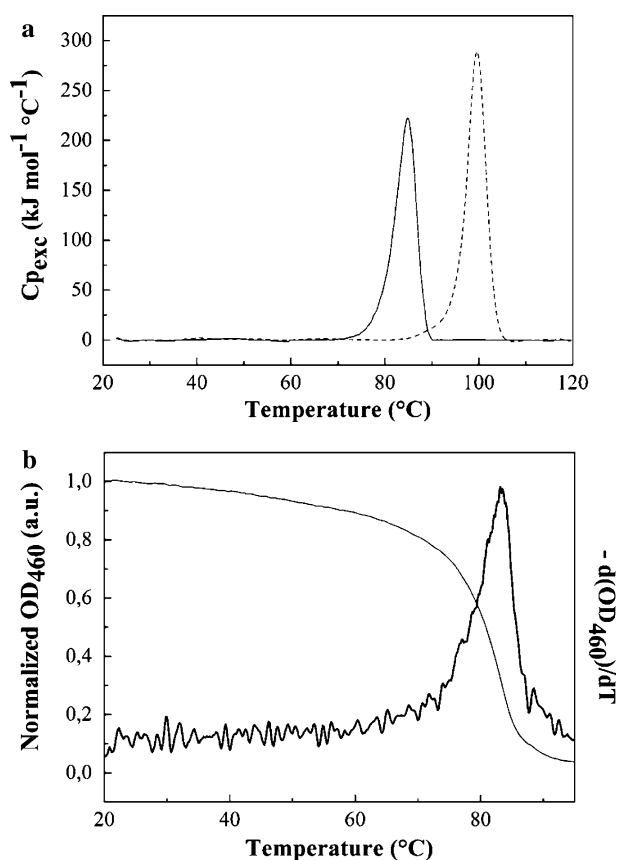 a
Cp_exc (kJ mol⁻¹ °C⁻¹)
300
250
200
150
100
50
0
20 40 60 80 100 120
Temperature (°C)
b
Normalized OD₄₆₀ (a.u.)
1,0
0,8
0,6
0,4
0,2
0,0
- d(OD₄₆₀)/dT
20 40 60 80
Temperature (°C)